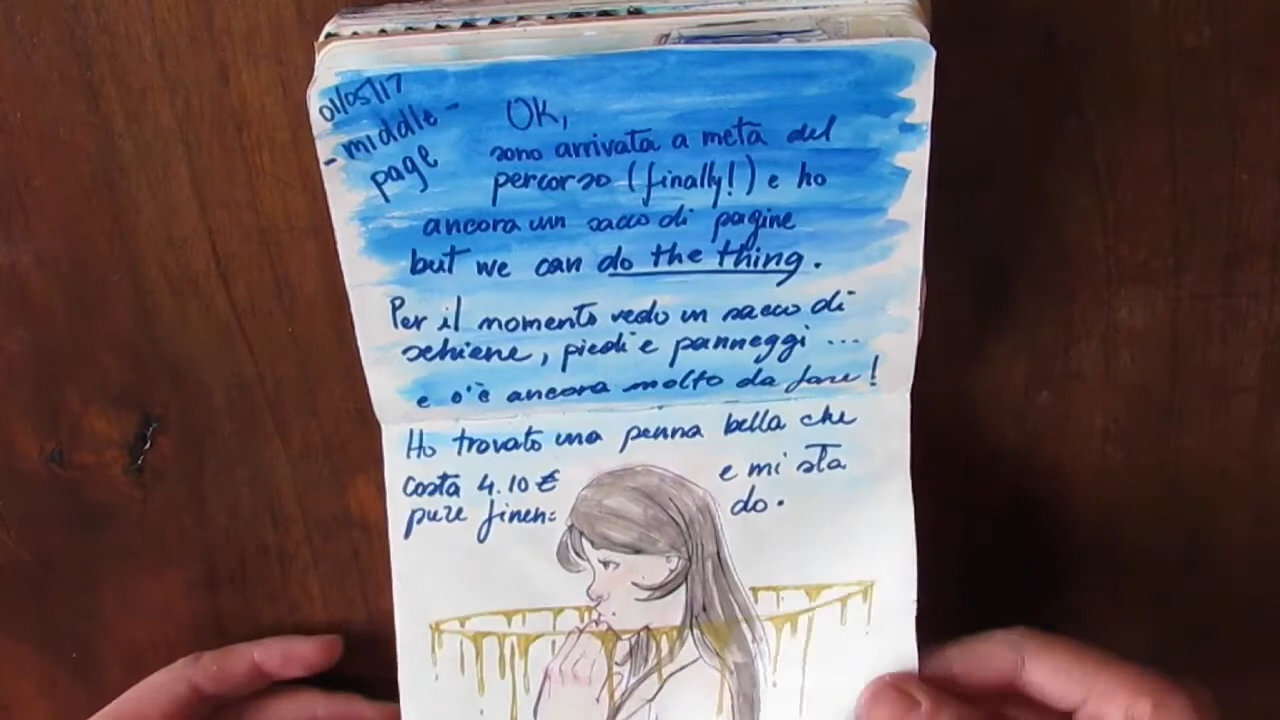 01/05/17
- middle -
page
OK,
sono arrivata a metà del
percorso (finally!) e ho
ancora un sacco di pagine
but we can do the thing.
Per il momento vedo un sacco di
schiene, piedi e panneggi ...
e c'è ancora molto da fare!
Ho trovato una penna bella che
costa 4.10 € e mi sta
pure finen= do.